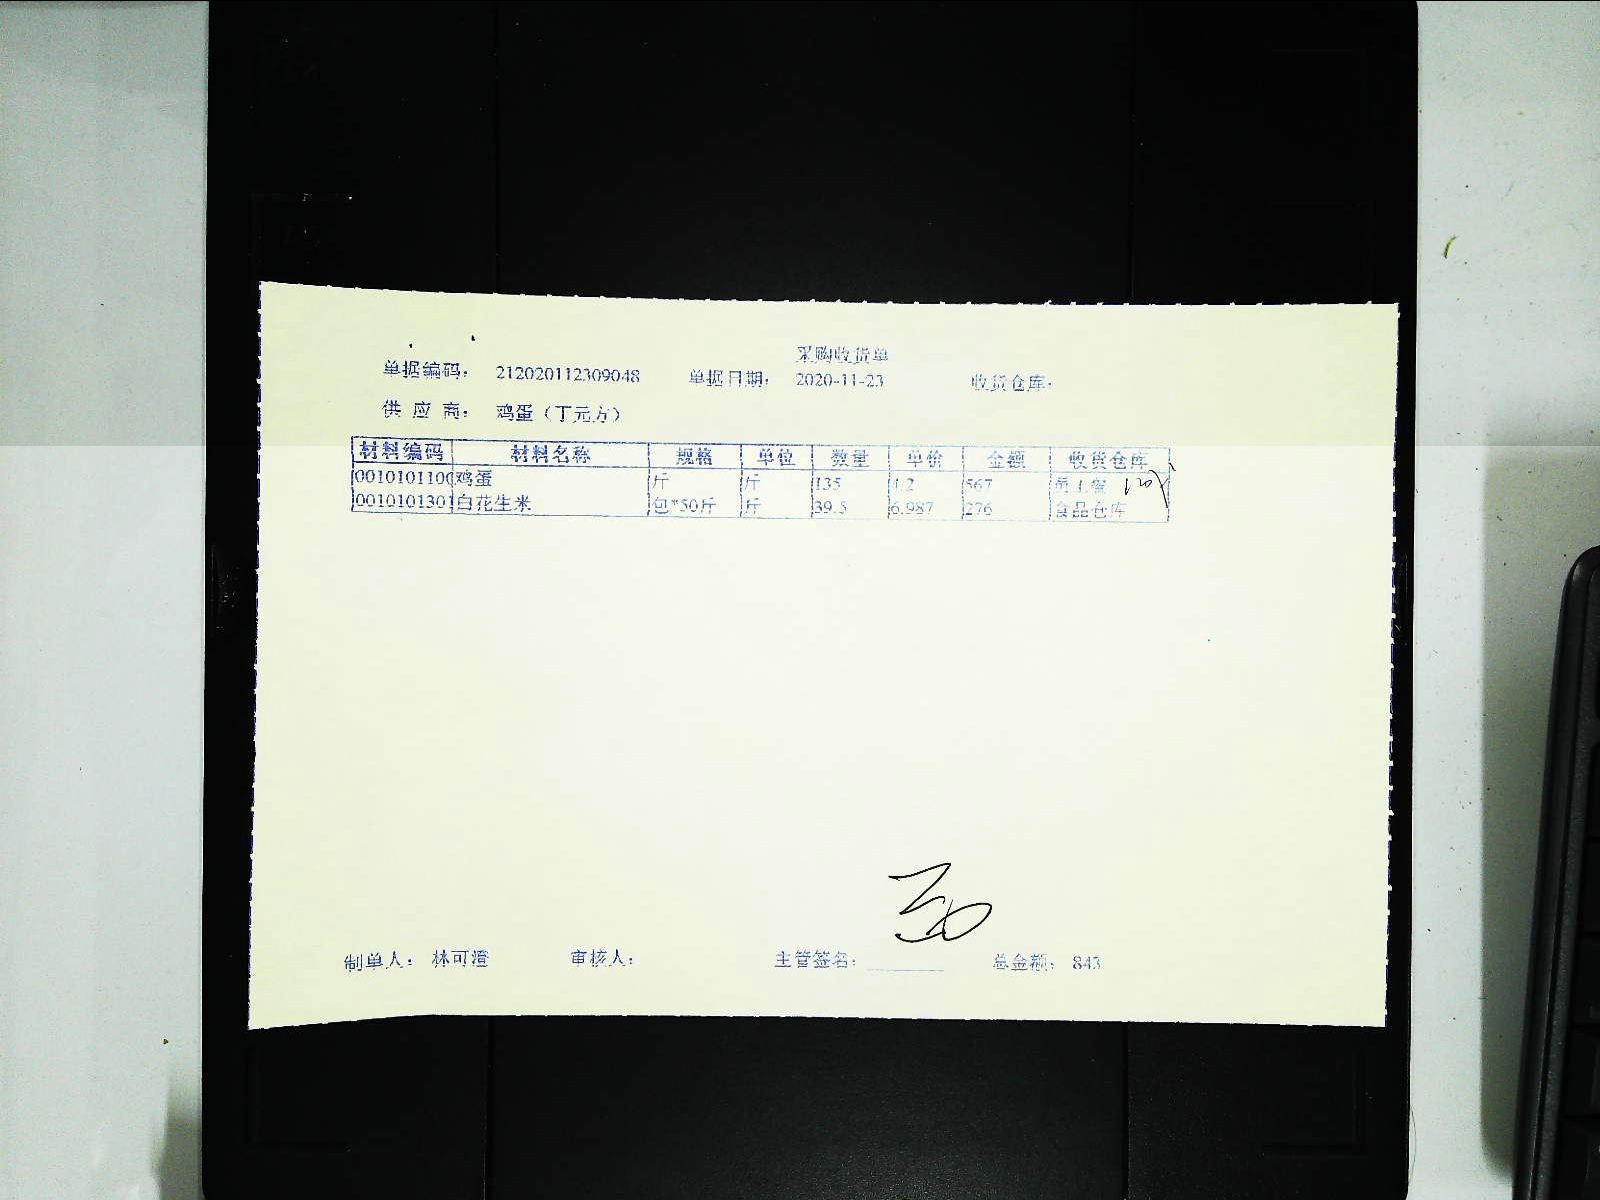 采购收货单
单据编码： 212020112309048 单据日期： 2020-11-23 收货仓库：
供 应 商： 鸡蛋（丁元方）
材料编码 材料名称 规格 单位 数量 单价 金额 收货仓库
0010101100 鸡蛋 斤 斤 135 4.2 567 员工餐
0010101301 白花生米 包*50斤 斤 39.5 6.987 276 食品仓库
制单人： 林可澄 审核人： 主管签名： 总金额： 843